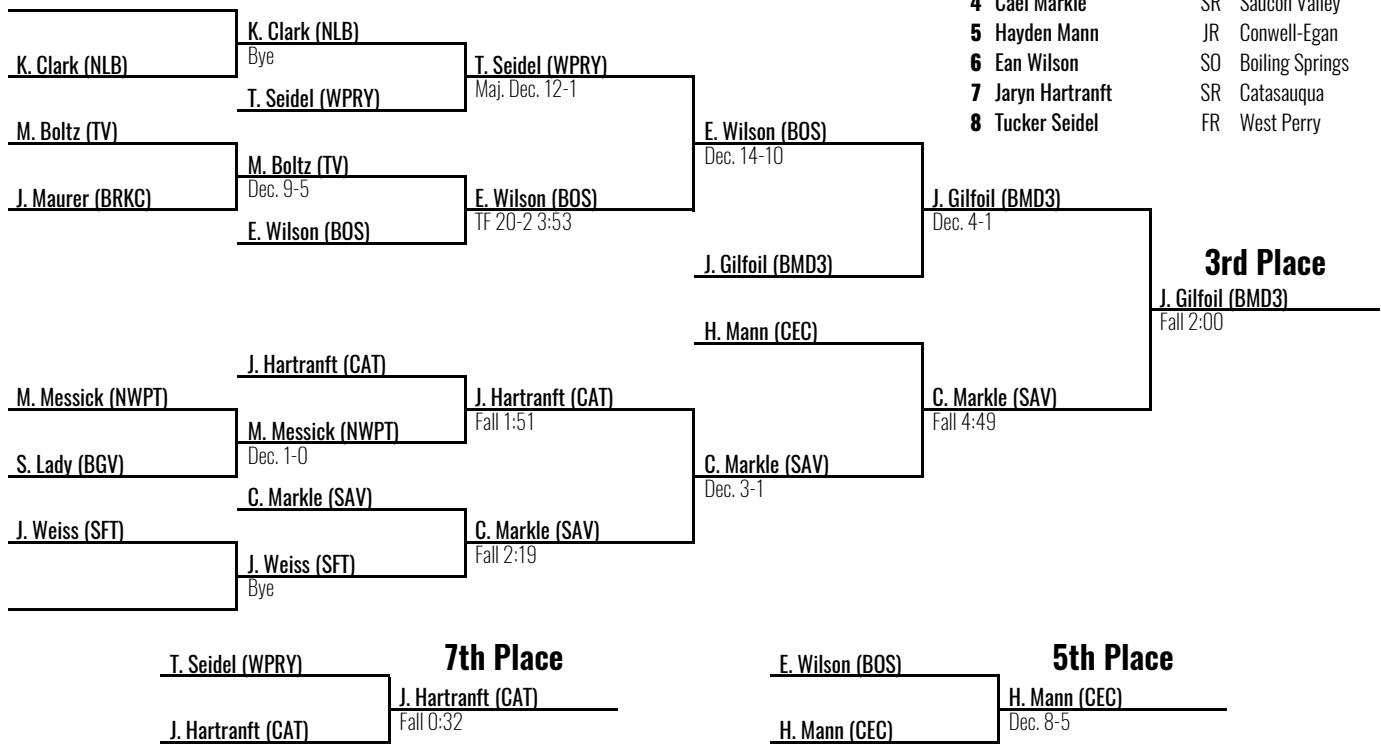 4 Cael Markle SR Saucon Valley
5 Hayden Mann JR Conwell-Egan
6 Ean Wilson SO Boiling Springs
7 Jaryn Hartranft SR Catasauqua
8 Tucker Seidel FR West Perry
K. Clark (NLB)
K. Clark (NLB)
Bye
T. Seidel (WPRY)
T. Seidel (WPRY)
Maj. Dec. 12-1
M. Boltz (TV)
J. Maurer (BRKC)
M. Boltz (TV)
Dec. 9-5
E. Wilson (BOS)
E. Wilson (BOS)
TF 20-2 3:53
E. Wilson (BOS)
Dec. 14-10
J. Gilfoil (BMD3)
J. Gilfoil (BMD3)
Dec. 4-1
3rd Place
J. Gilfoil (BMD3)
Fall 2:00
H. Mann (CEC)
J. Hartranft (CAT)
M. Messick (NWPT)
S. Lady (BGV)
M. Messick (NWPT)
Dec. 1-0
J. Hartranft (CAT)
Fall 1:51
C. Markle (SAV)
Fall 4:49
C. Markle (SAV)
Dec. 3-1
C. Markle (SAV)
J. Weiss (SFT)
J. Weiss (SFT)
Bye
C. Markle (SAV)
Fall 2:19
7th Place
T. Seidel (WPRY)
J. Hartranft (CAT)
J. Hartranft (CAT)
Fall 0:32
5th Place
E. Wilson (BOS)
H. Mann (CEC)
H. Mann (CEC)
Dec. 8-5